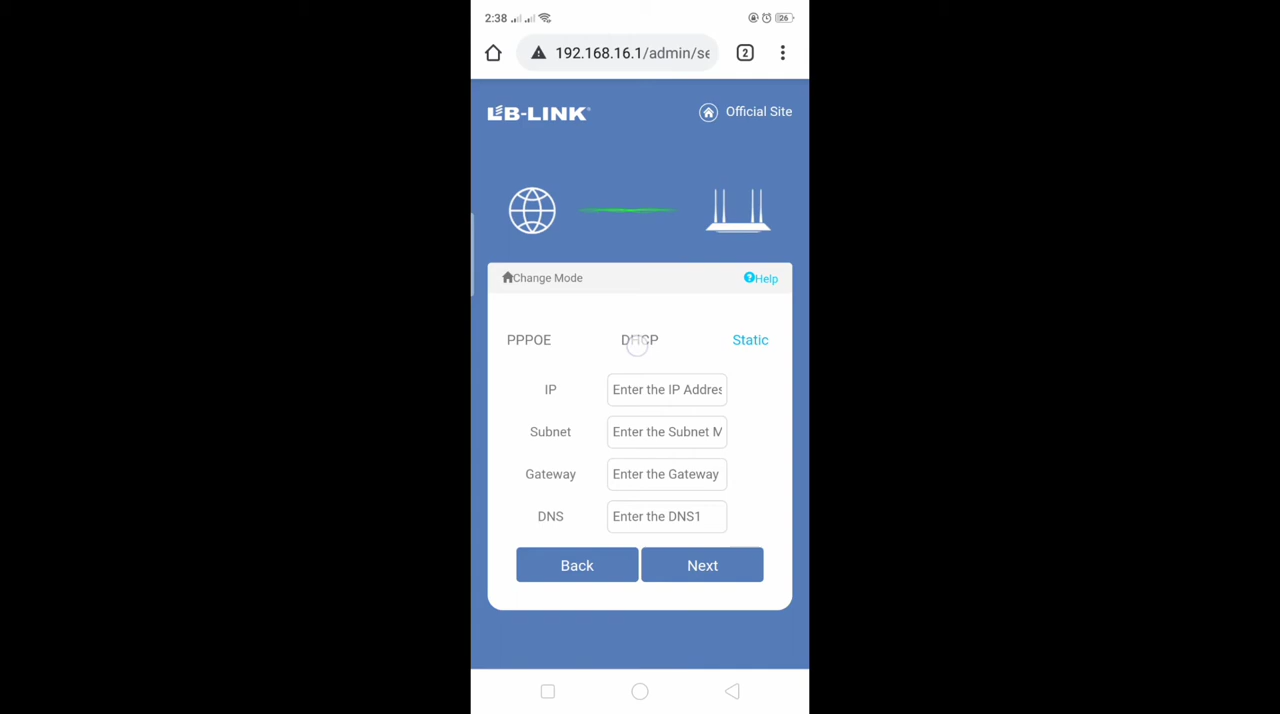 2:38 26
192.168.16.1/admin/se 2
LB-LINK Official Site
Change Mode Help
PPPOE DHCP Static
IP Enter the IP Addres
Subnet Enter the Subnet M
Gateway Enter the Gateway
DNS Enter the DNS1
Back Next